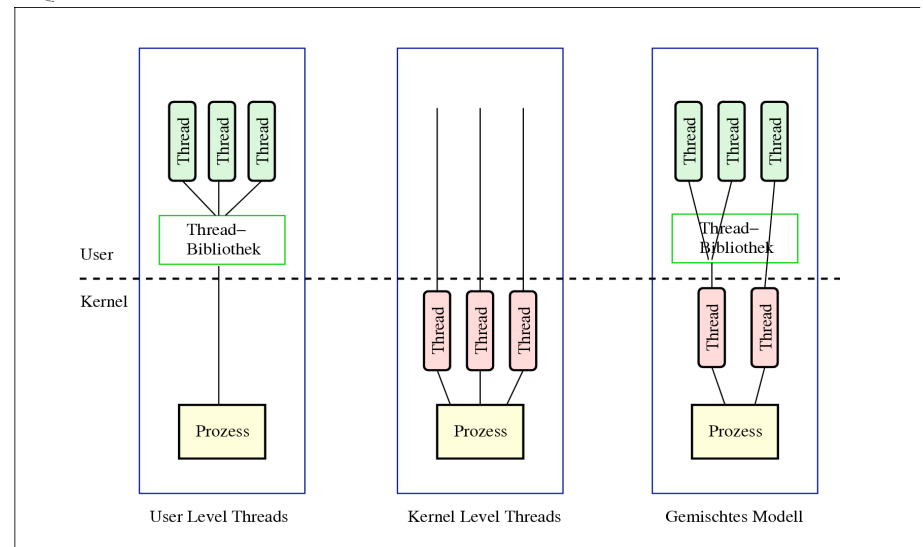 Thread
Thread
Thread
Thread–
Bibliothek
User
Kernel
Prozess
User Level Threads
Thread
Thread
Thread
Prozess
Kernel Level Threads
Thread
Thread
Thread
Thread–
Bibliothek
Thread
Thread
Prozess
Gemischtes Modell